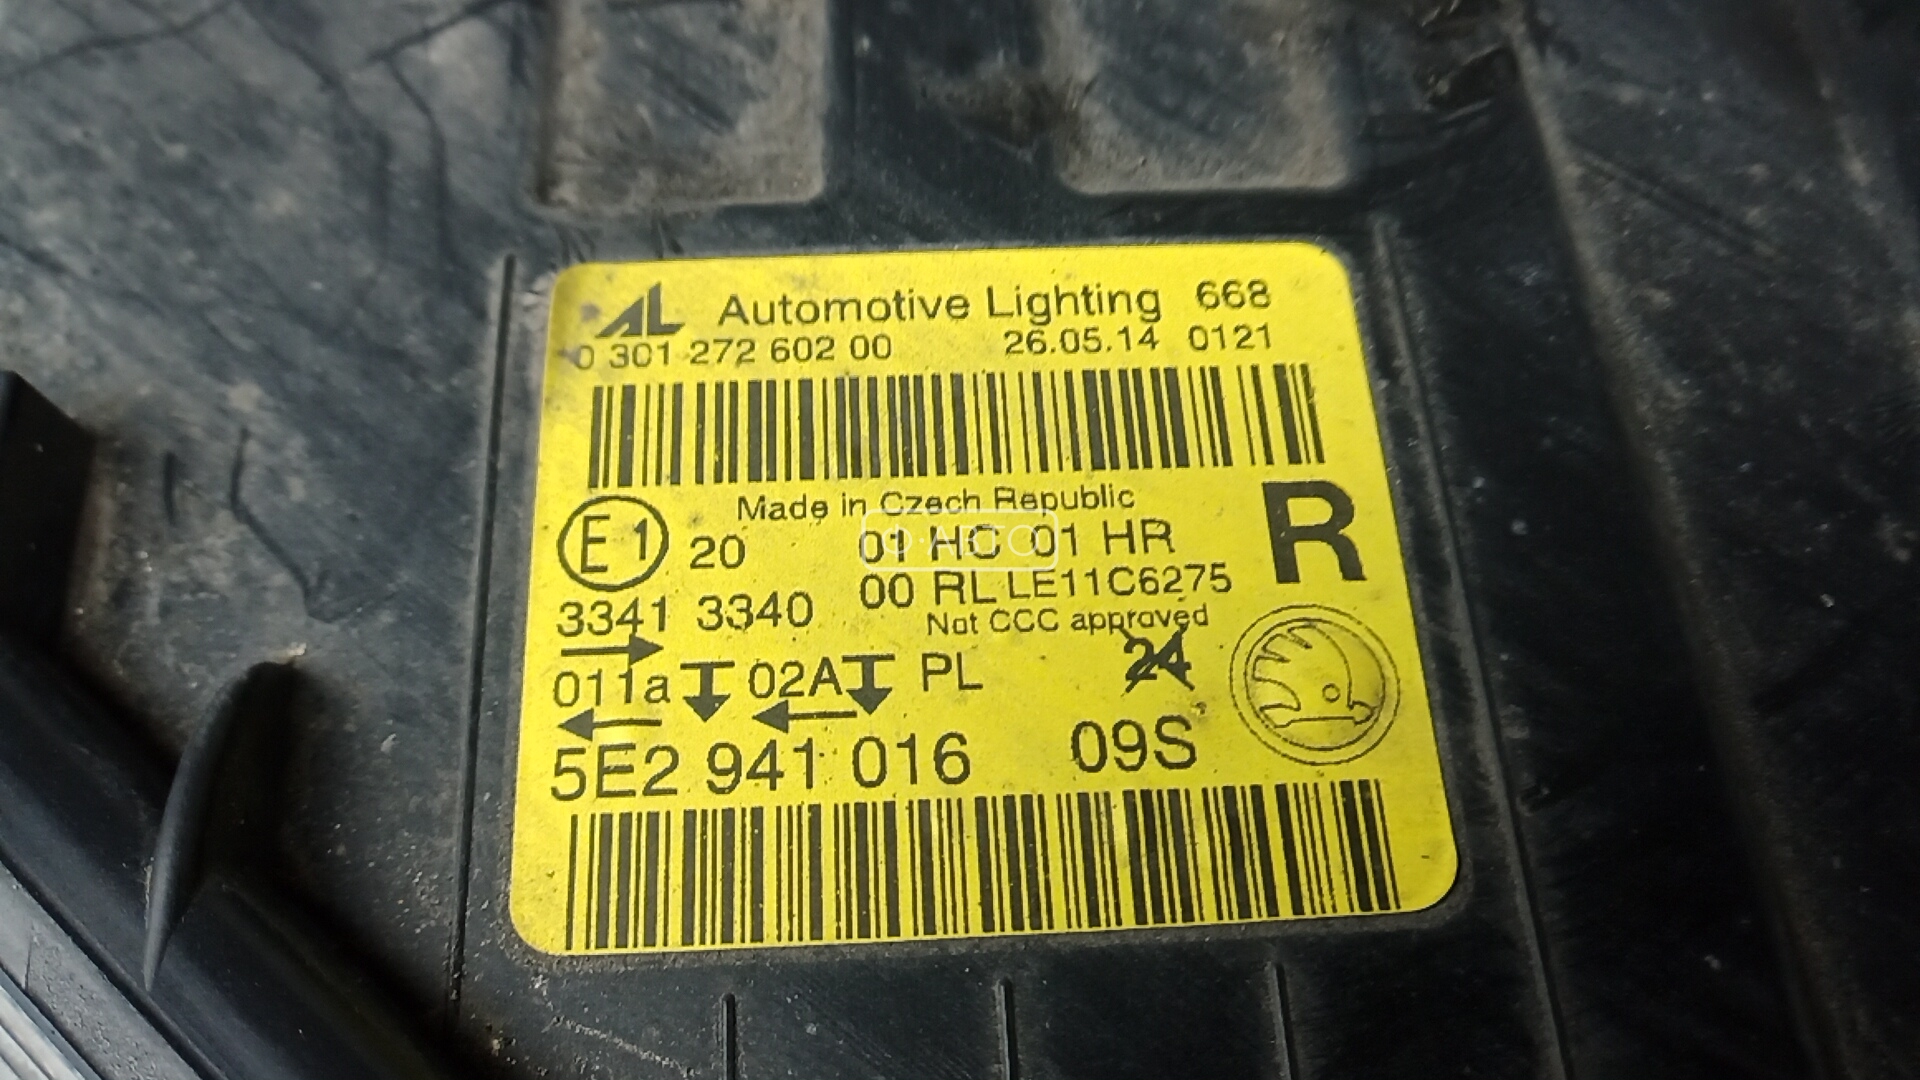 AL Automotive Lighting 668
0 301 272 602 00 26.05.14 0121
Made in Czech Republic
E1 20 01 HC 01 HR R
3341 3340 00 RL LE11C6275
Not CCC approved
011a 02A PL 24
5E2 941 016 09S